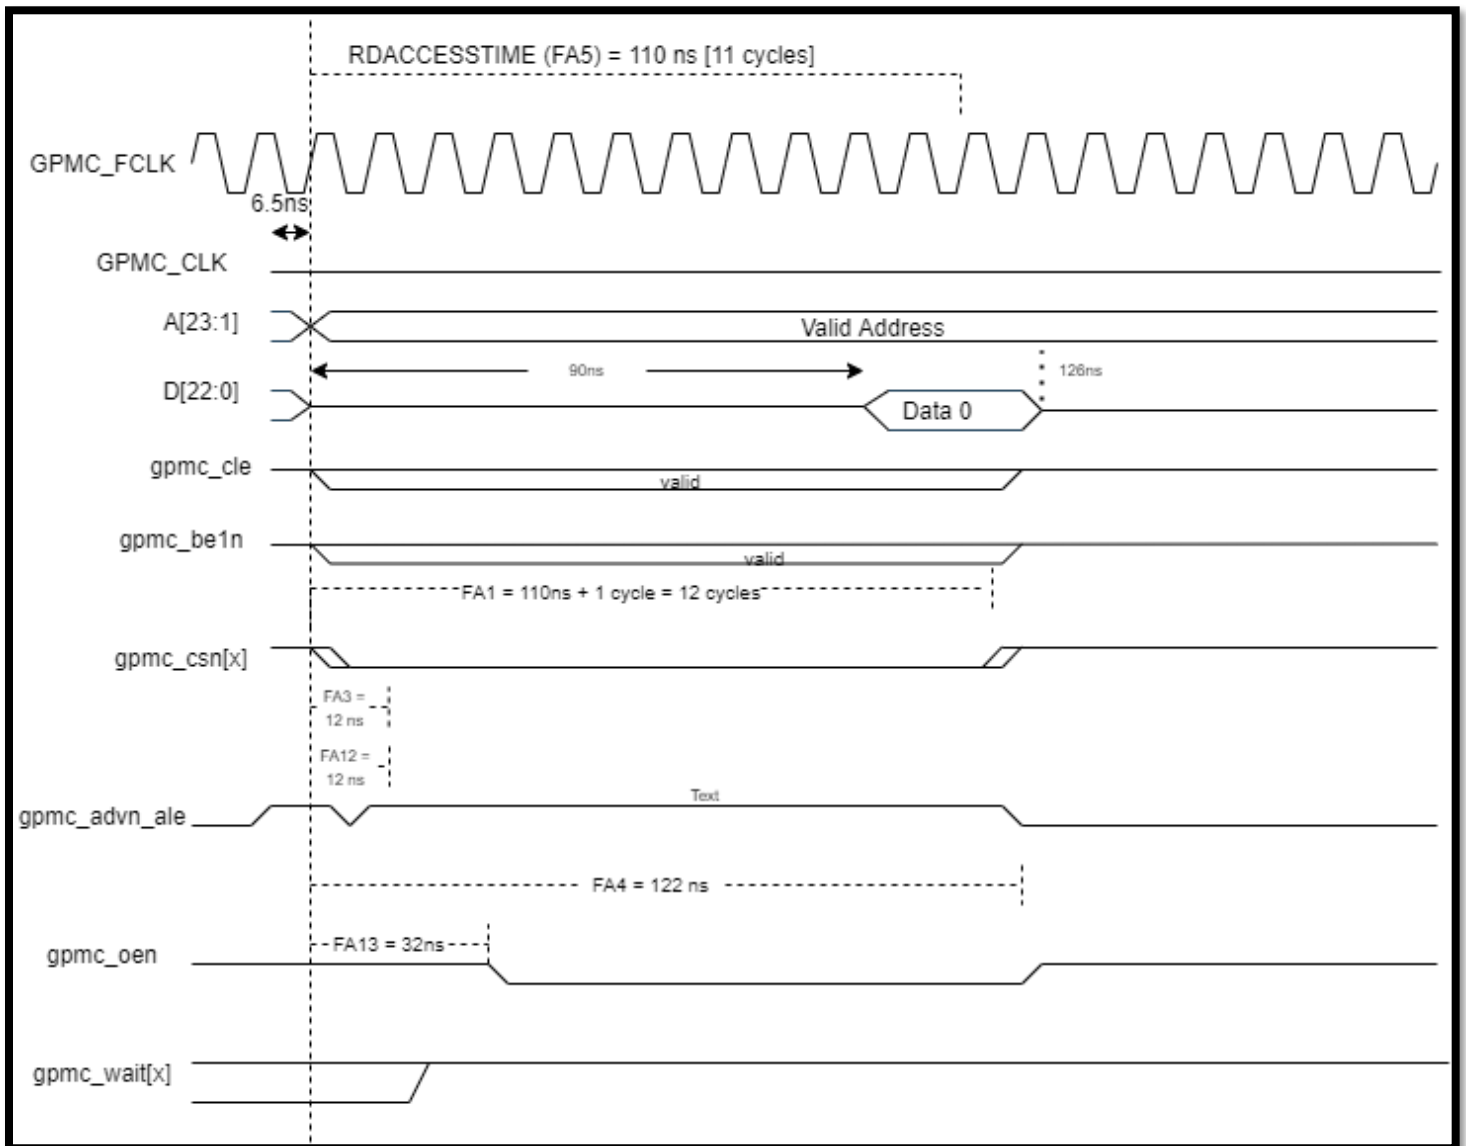 RDACCESSTIME (FA5) = 110 ns [11 cycles]
GPMC_FCLK
6.5ns
GPMC_CLK
A[23:1]
Valid Address
90ns
126ns
D[22:0]
Data 0
gpmc_cle
valid
gpmc_be1n
valid
FA1 = 110ns + 1 cycle = 12 cycles
gpmc_csn[x]
FA3 =
12 ns
FA12 =
12 ns
Text
gpmc_advn_ale
FA4 = 122 ns
FA13 = 32ns
gpmc_oen
gpmc_wait[x]